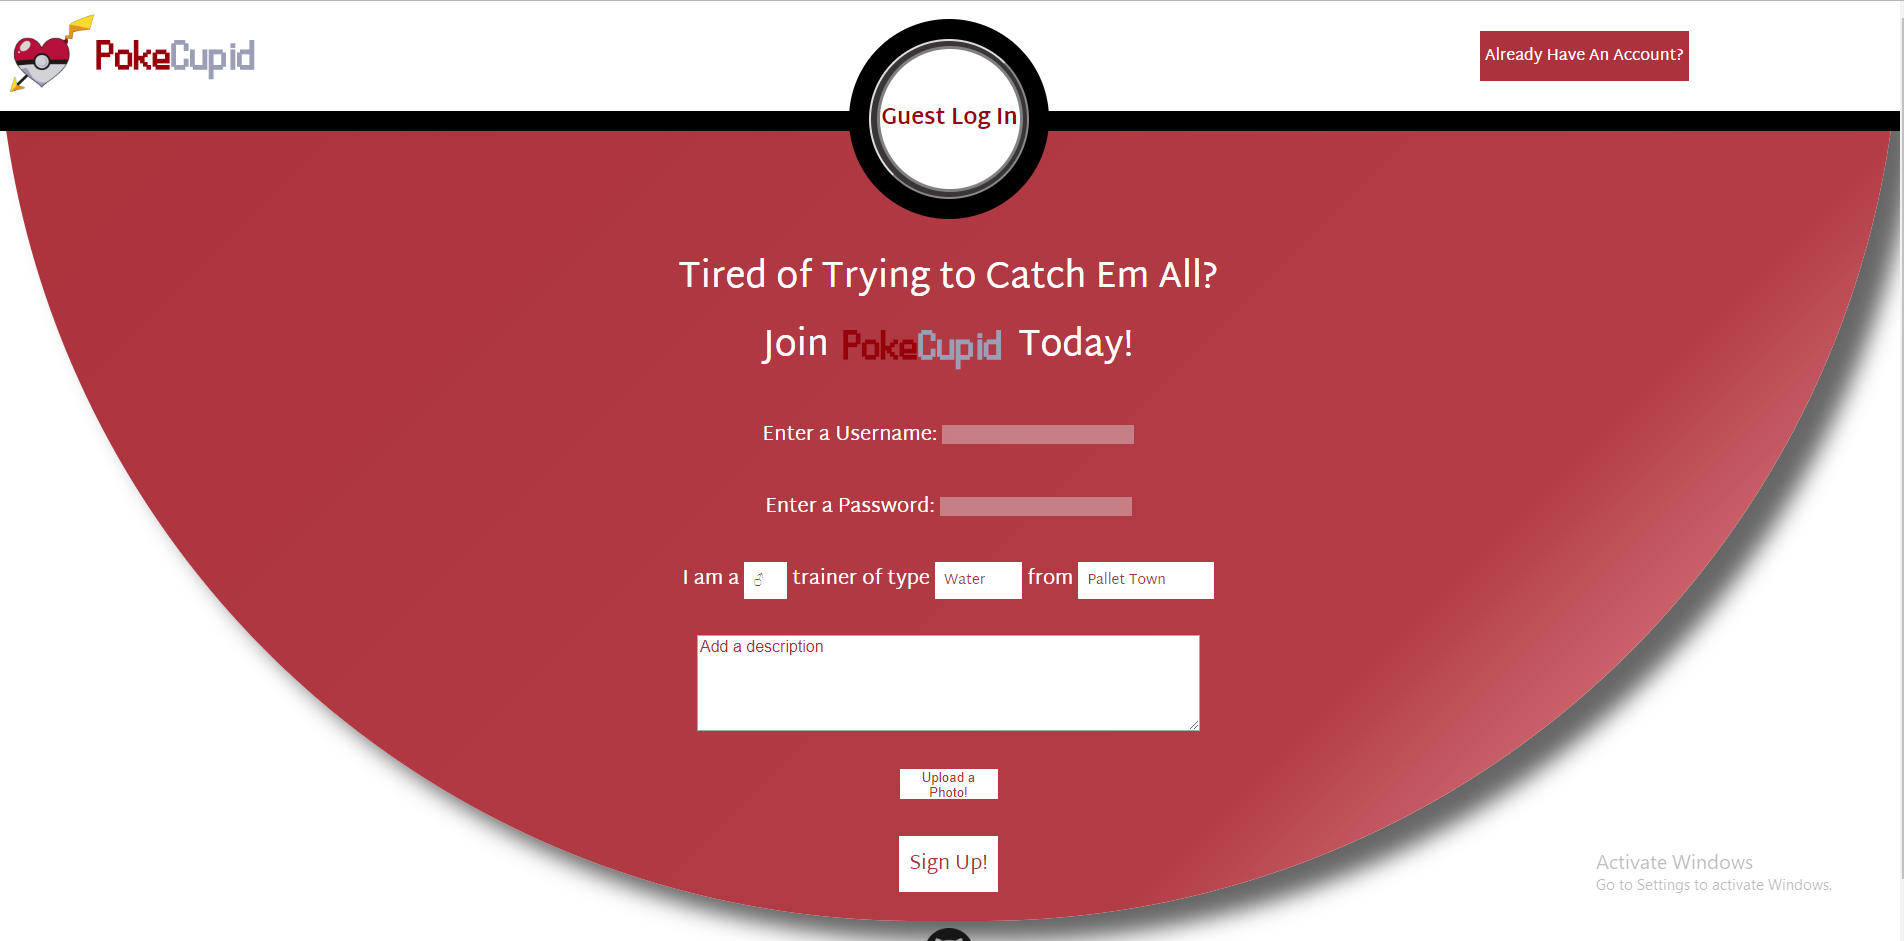 PokeCupid
Already Have An Account?
Guest Log In
Tired of Trying to Catch Em All?
Join PokeCupid Today!
Enter a Username:
Enter a Password:
I am a ♂ trainer of type Water from Pallet Town
Add a description
Upload a
Photo!
Sign Up!
Activate Windows
Go to Settings to activate Windows.